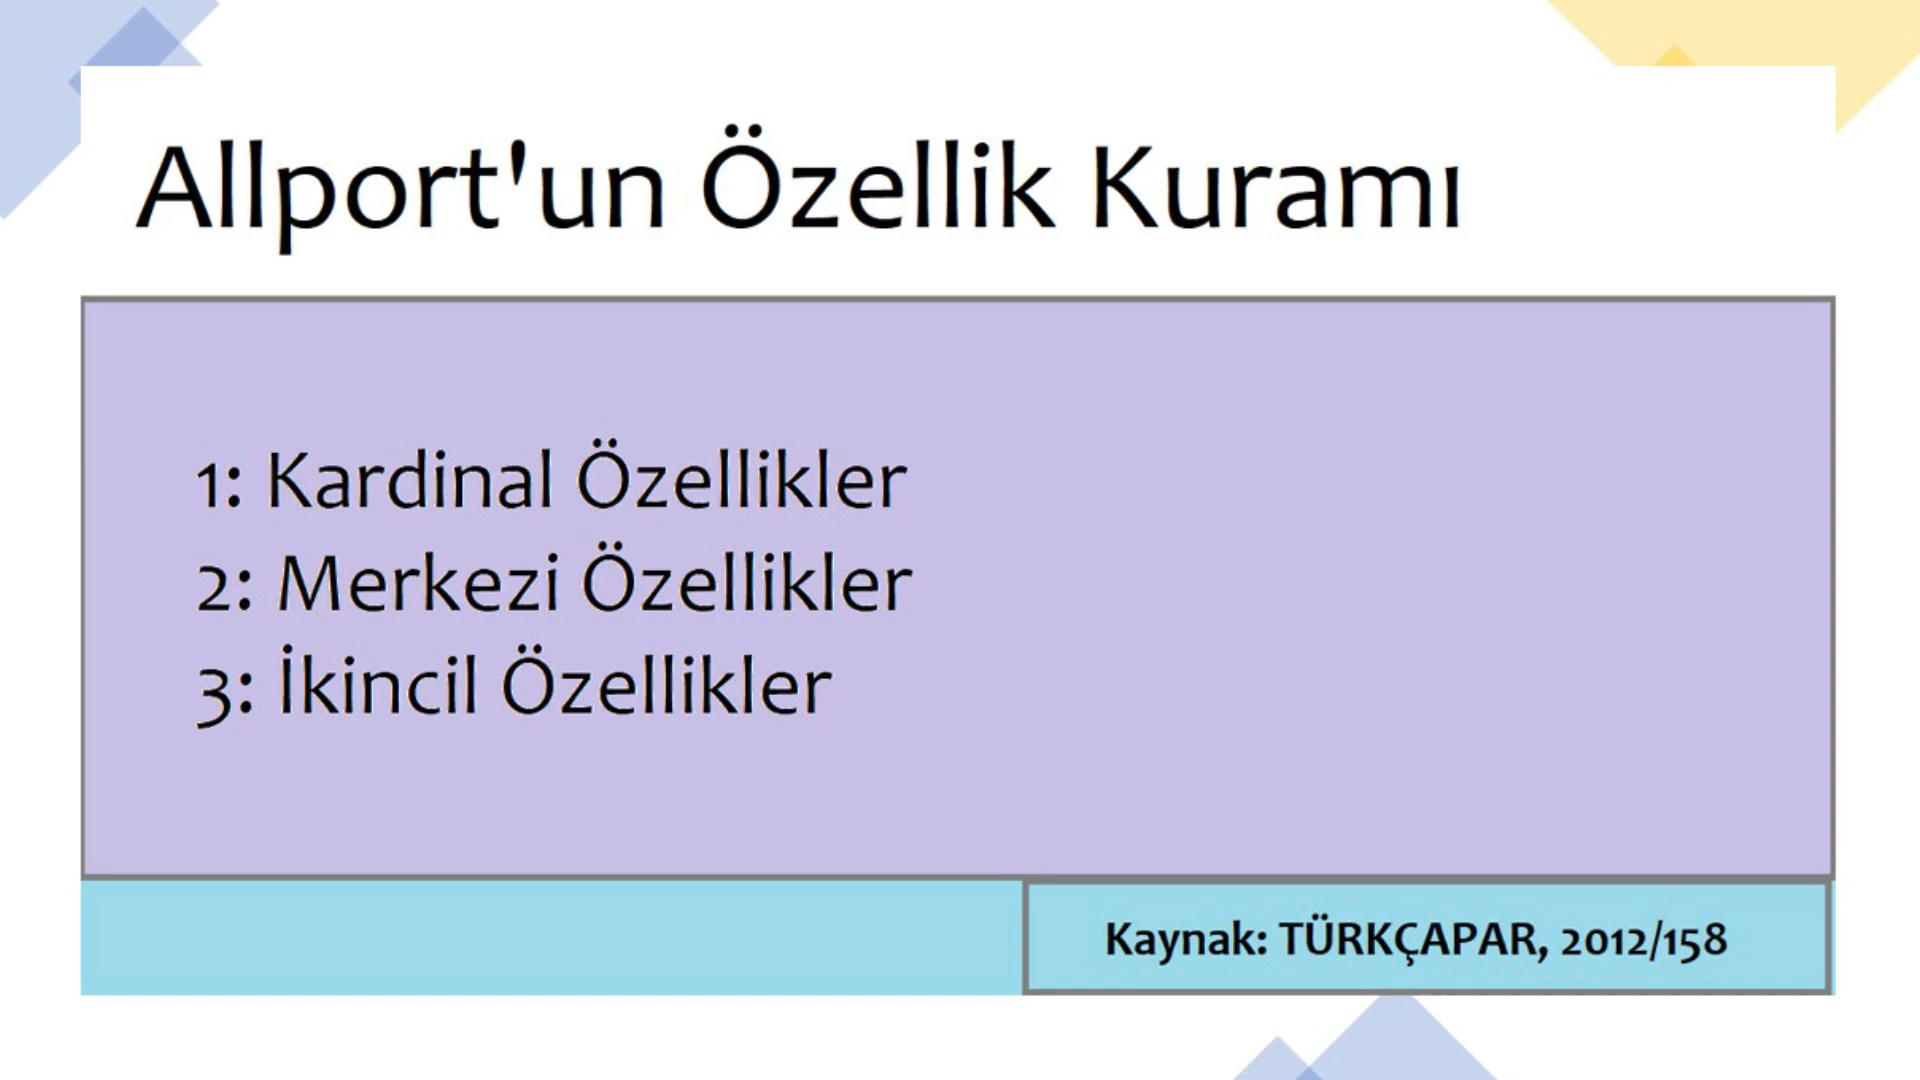 Allport'un Özellik Kuramı
1: Kardinal Özellikler
2: Merkezi Özellikler
3: İkincil Özellikler
Kaynak: TÜRKÇAPAR, 2012/158